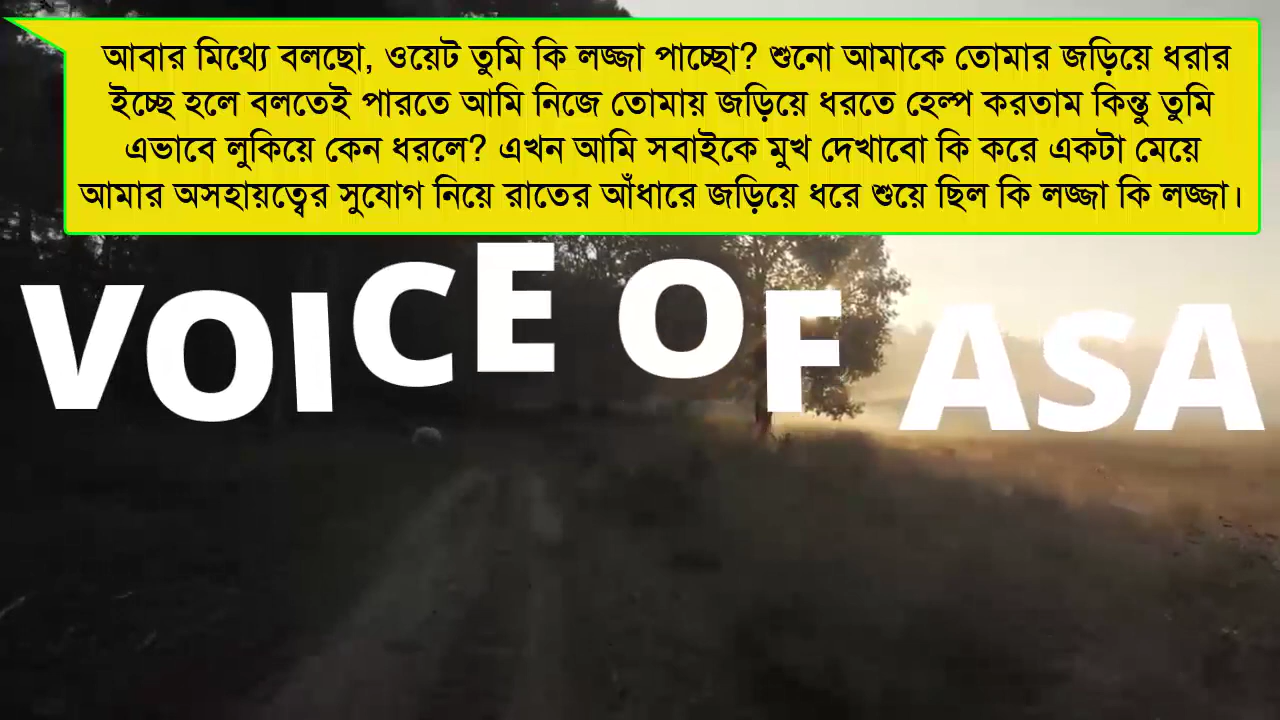 আবার মিথ্যে বলছো, ওয়েট তুমি কি লজ্জা পাচ্ছো? শুনো আমাকে তোমার জড়িয়ে ধরার
ইচ্ছে হলে বলতেই পারতে আমি নিজে তোমায় জড়িয়ে ধরতে হেল্প করতাম কিন্তু তুমি
এভাবে লুকিয়ে কেন ধরলে? এখন আমি সবাইকে মুখ দেখাবো কি করে একটা মেয়ে
আমার অসহায়ত্বের সুযোগ নিয়ে রাতের আঁধারে জড়িয়ে ধরে শুয়ে ছিল কি লজ্জা কি লজ্জা।
VOICE OF ASA